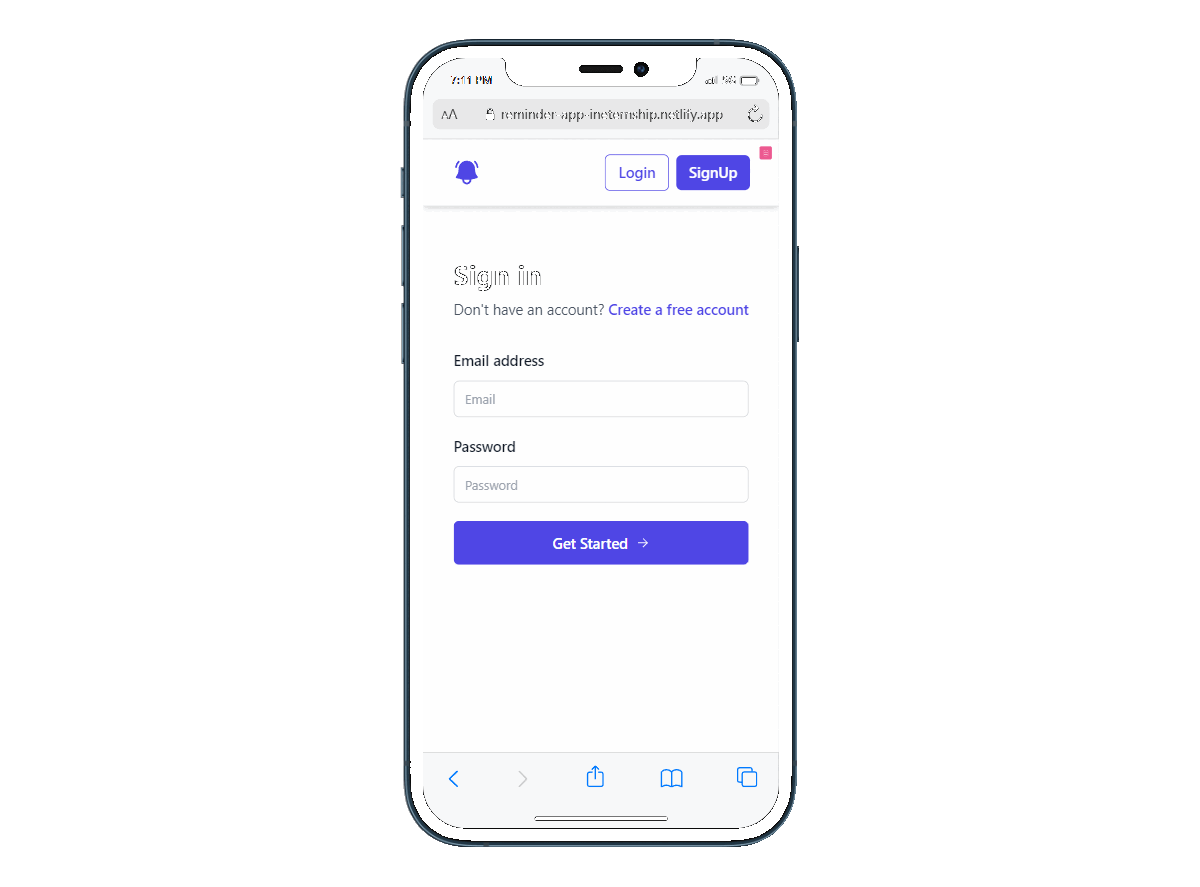 7:11 PM 5G
AA reminder-app-ineternship.netlify.app
Login SignUp
Sign in
Don't have an account? Create a free account
Email address
Email
Password
Password
Get Started →